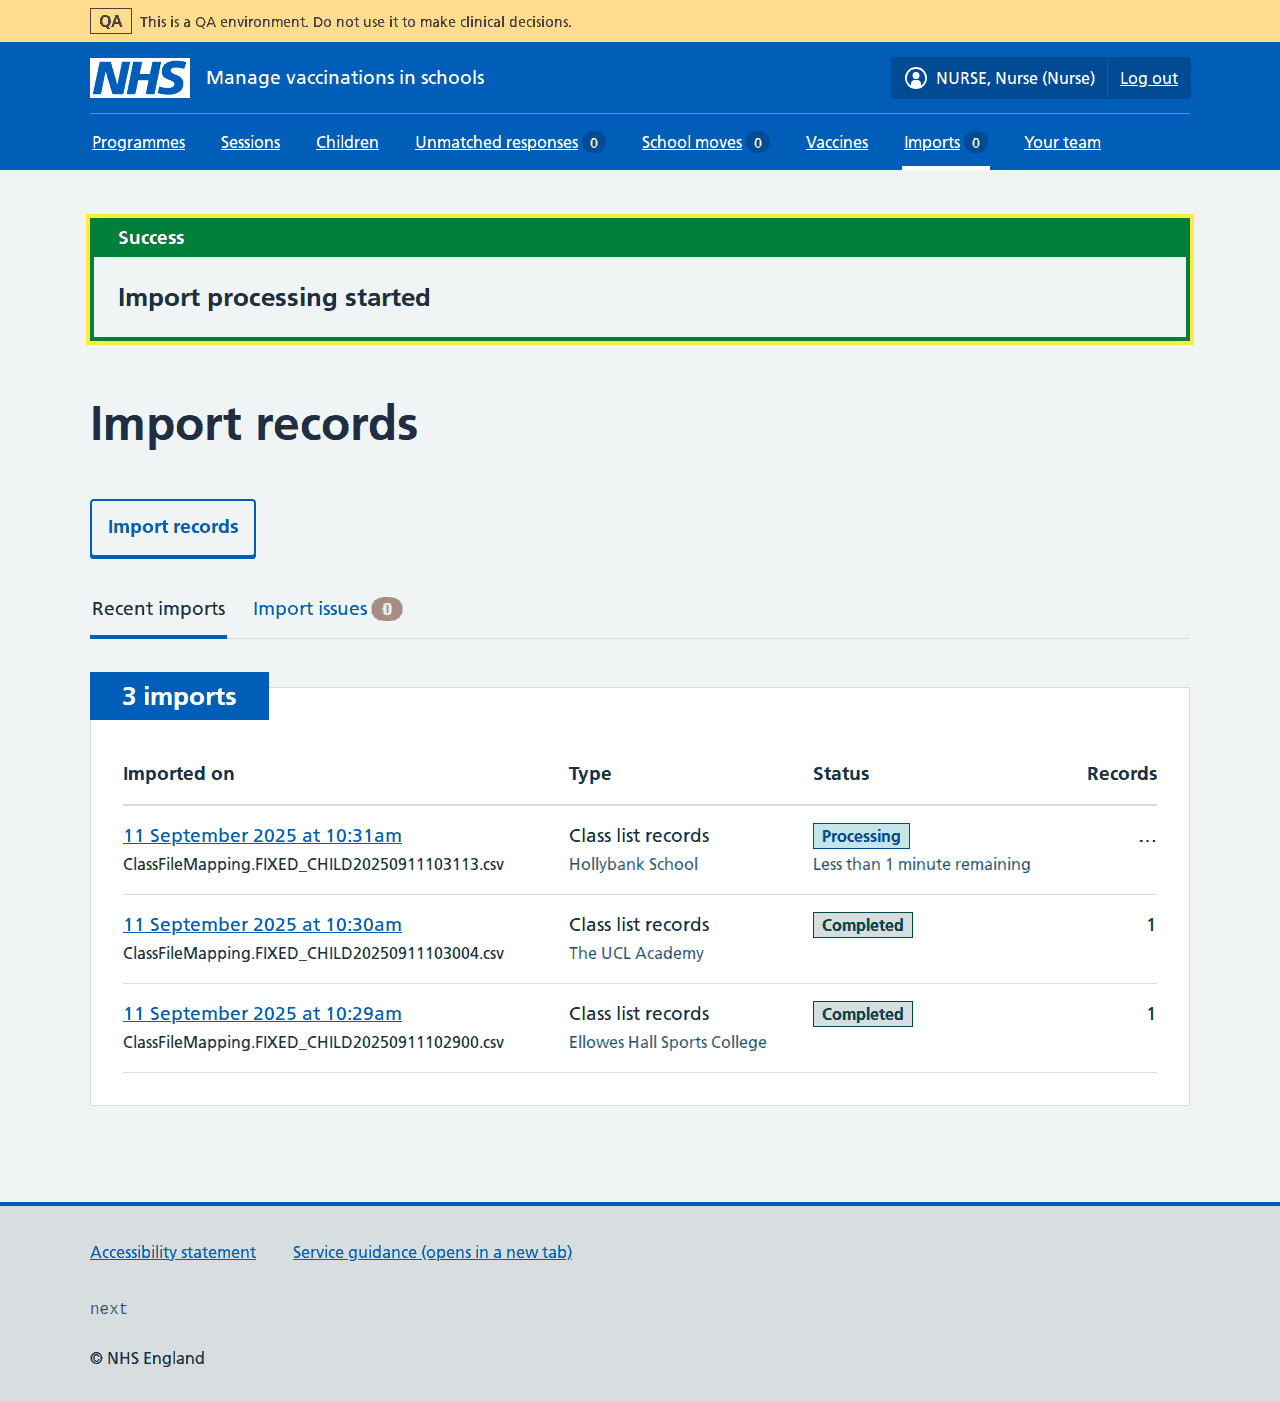 QA This is a QA environment. Do not use it to make clinical decisions.
NHS Manage vaccinations in schools NURSE, Nurse (Nurse) Log out
Programmes Sessions Children Unmatched responses 0 School moves 0 Vaccines Imports 0 Your team
Success
Import processing started
Import records
Import records
Recent imports Import issues 0
3 imports
Imported on Type Status Records
11 September 2025 at 10:31am Class list records Processing ...
ClassFileMapping.FIXED_CHILD20250911103113.csv Hollybank School Less than 1 minute remaining
11 September 2025 at 10:30am Class list records Completed 1
ClassFileMapping.FIXED_CHILD20250911103004.csv The UCL Academy
11 September 2025 at 10:29am Class list records Completed 1
ClassFileMapping.FIXED_CHILD20250911102900.csv Ellowes Hall Sports College
Accessibility statement Service guidance (opens in a new tab)
next
© NHS England